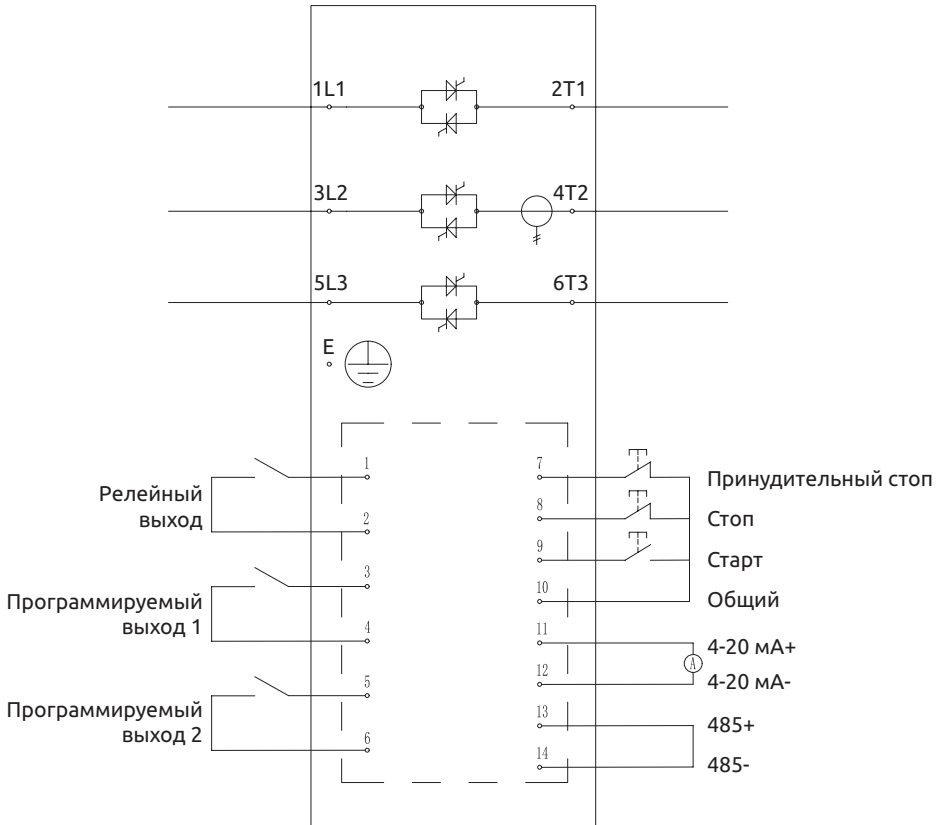 1L1
2T1
3L2
4T2
5L3
6T3
E
1
7
Принудительный стоп
Релейный
выход
2
8
Стоп
9
Старт
3
Программируемый
выход 1
10
Общий
4
11
4-20 мА+
A
12
4-20 мА-
5
Программируемый
выход 2
13
485+
6
14
485-